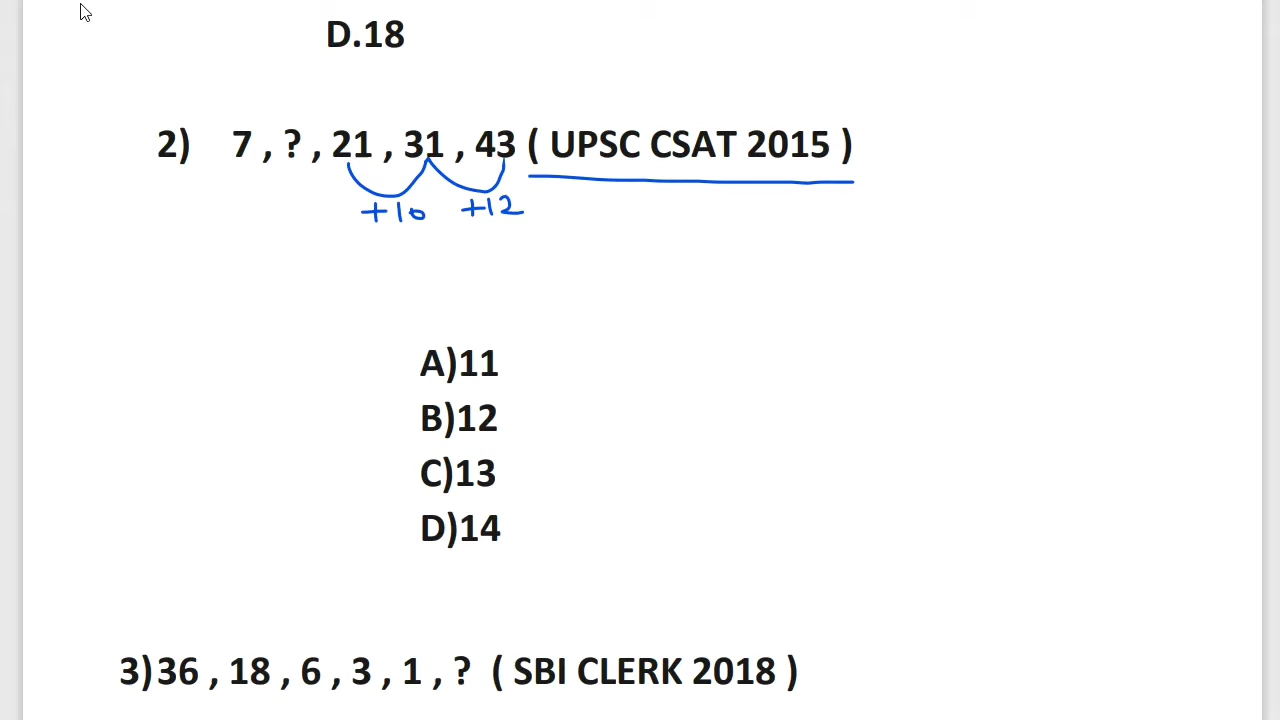 D.18
2) 7 , ? , 21 , 31 , 43 ( UPSC CSAT 2015 )
+10 +12
A)11
B)12
C)13
D)14
3)36 , 18 , 6 , 3 , 1 , ? ( SBI CLERK 2018 )